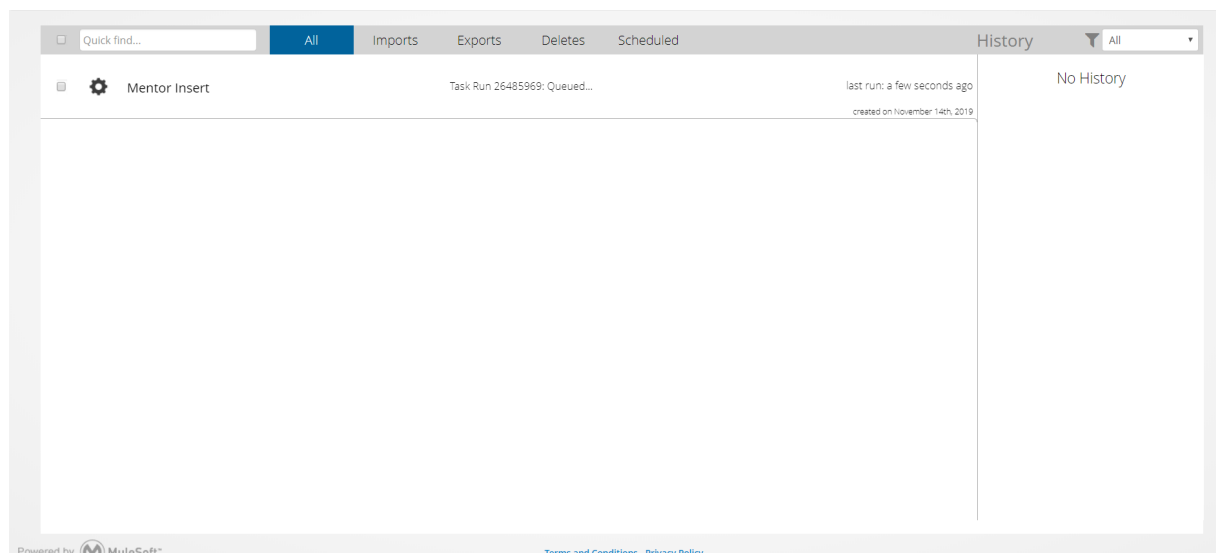 Quick find... All Imports Exports Deletes Scheduled History All
Mentor Insert Task Run 26485969: Queued... last run: a few seconds ago No History
created on November 14th, 2019
Powered by MuleSoft™ Terms and Conditions Privacy Policy